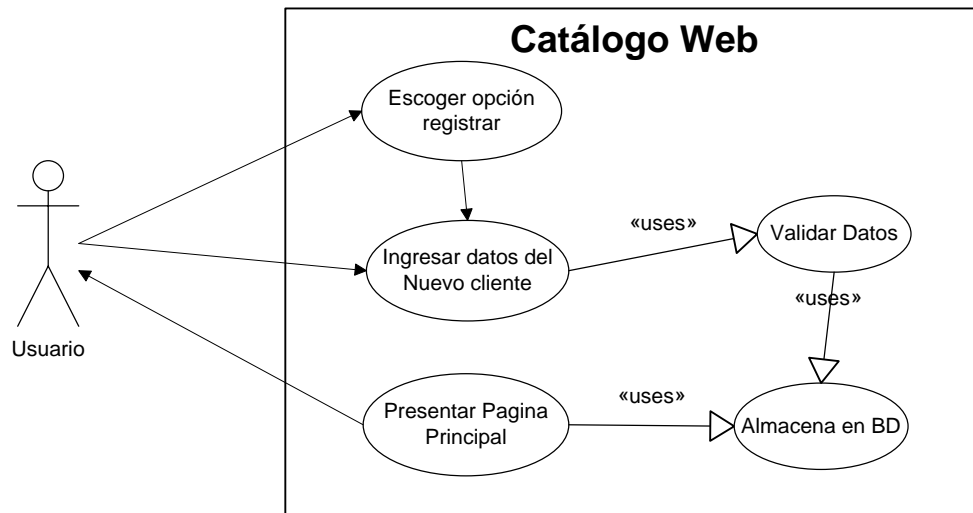 Catálogo Web
Escoger opción
registrar
«uses»
Validar Datos
Ingresar datos del
Nuevo cliente
«uses»
Usuario
«uses»
Presentar Pagina
Principal
Almacena en BD